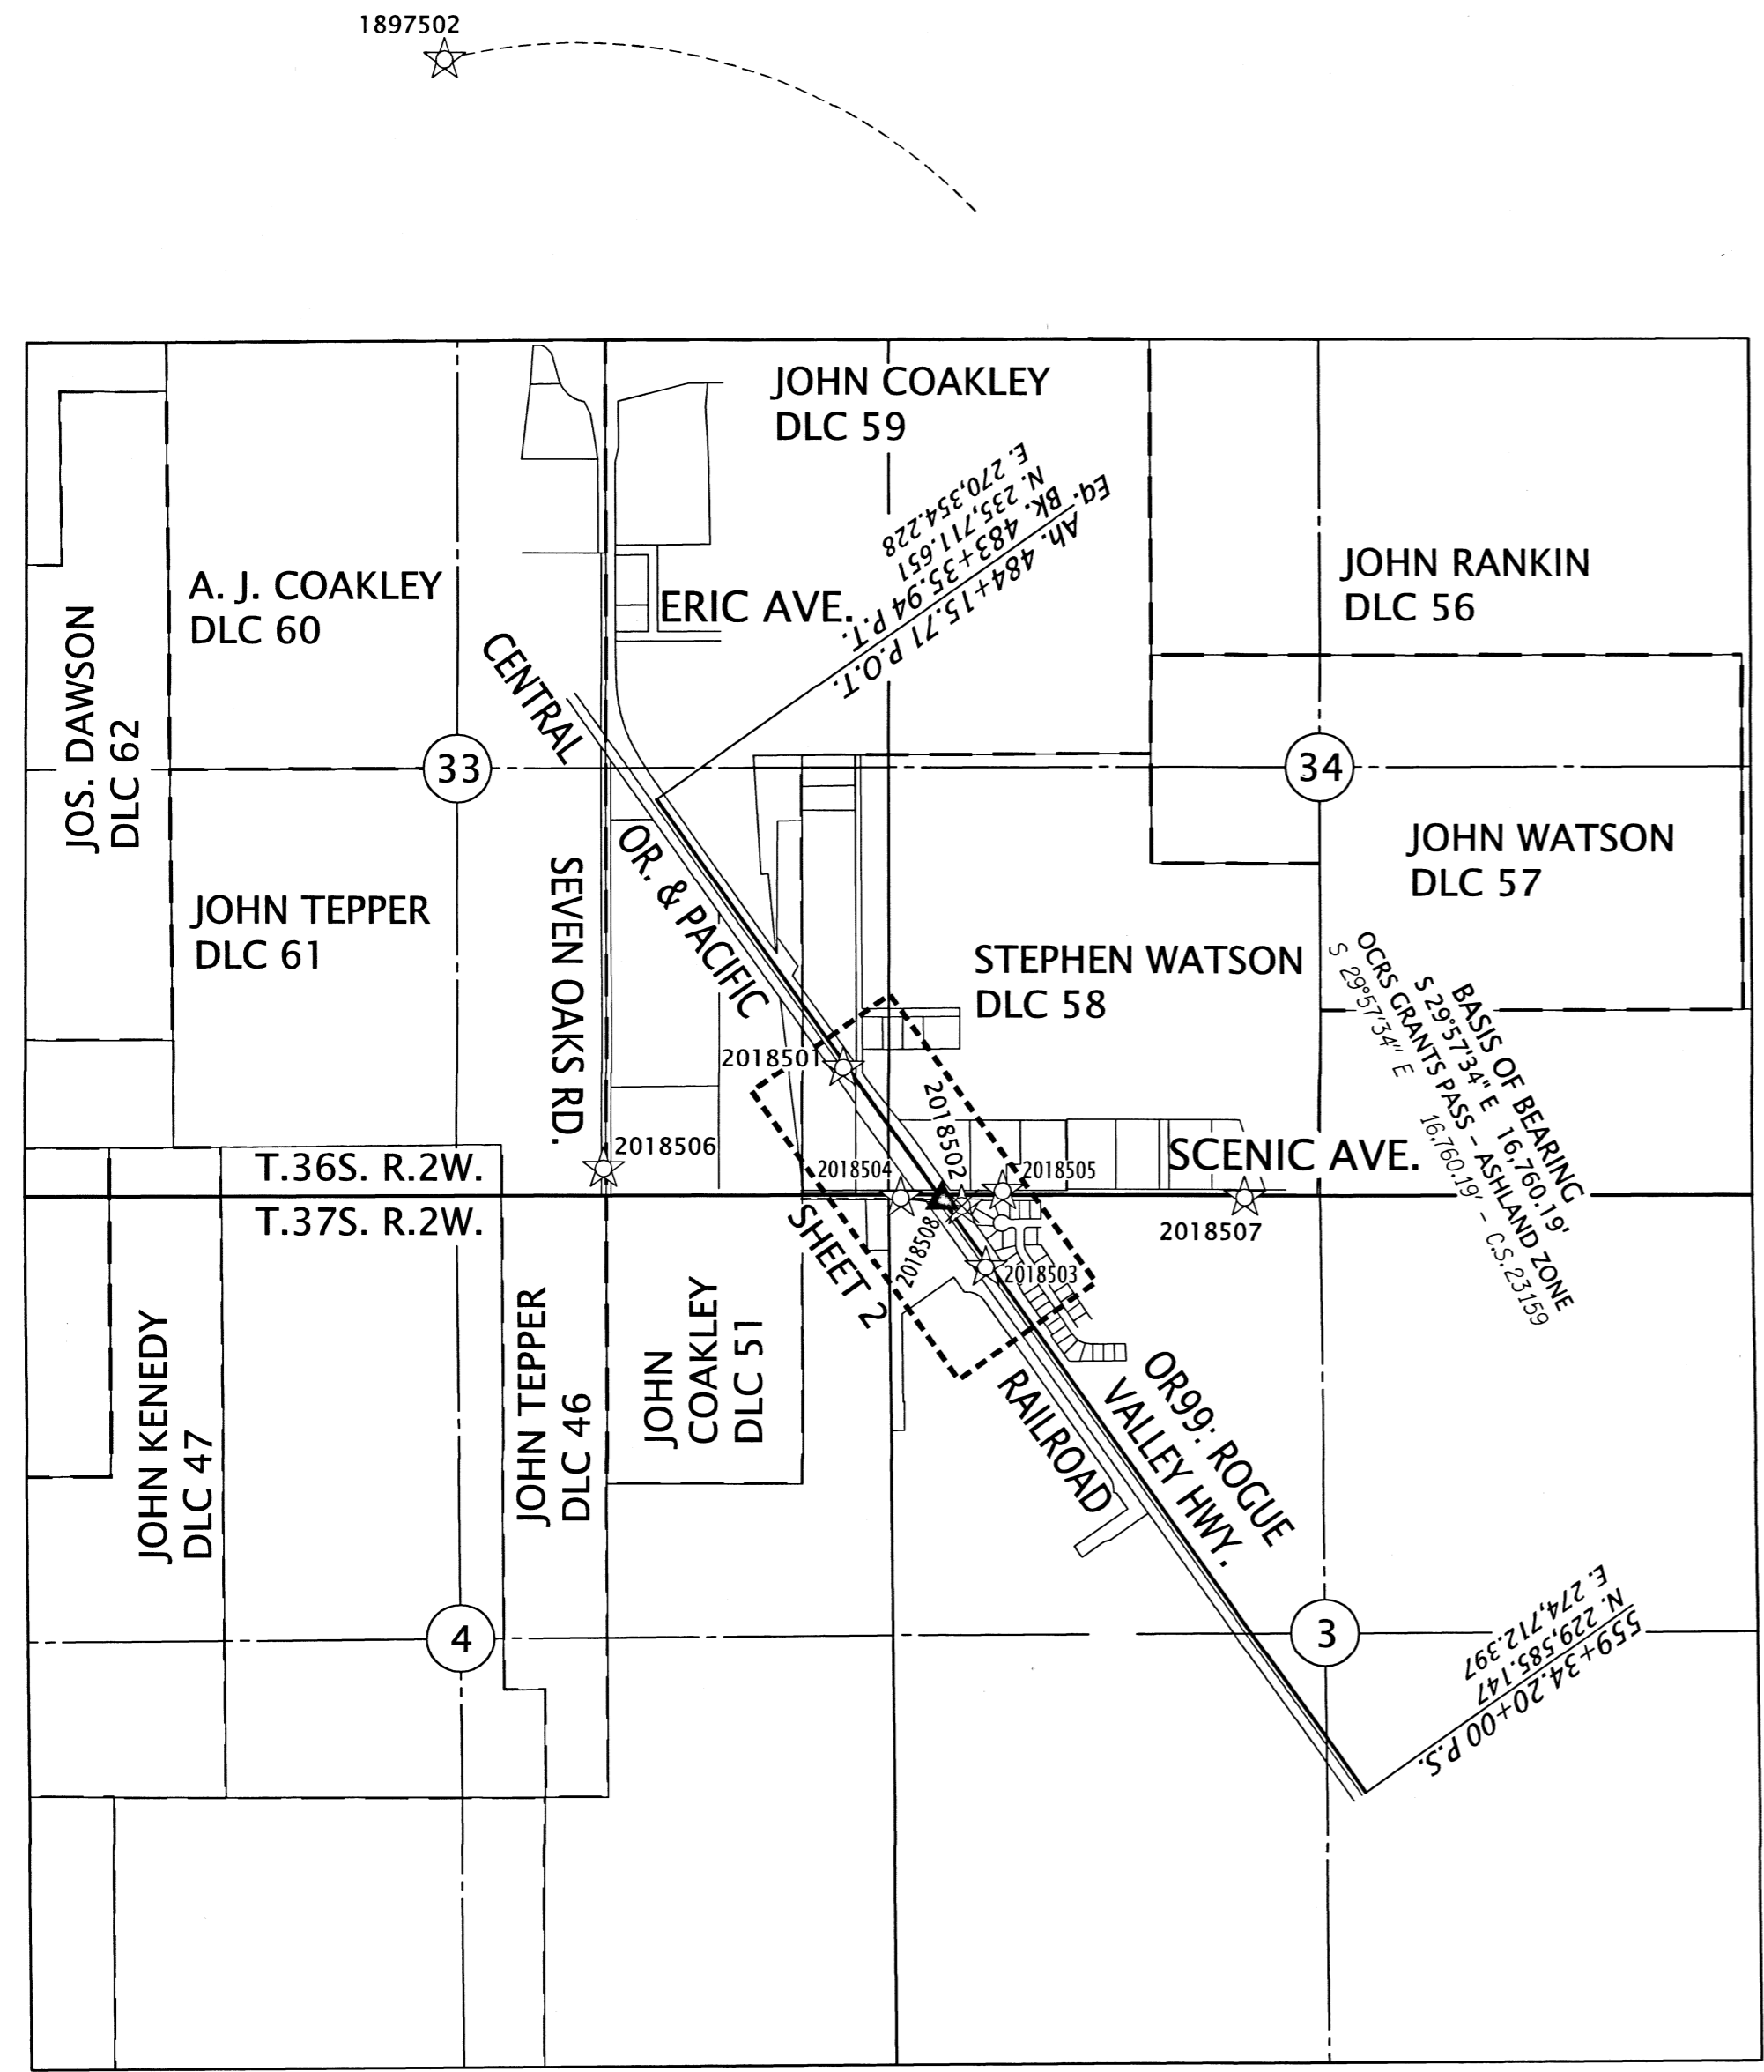 1897502
JOHN COAKLEY
DLC 59
Eq. Bk. 483+35.94 P.T.
Ah. 484+15.71 P.O.T.
N. 235,711.651
E. 270,354.228
JOHN RANKIN
DLC 56
A. J. COAKLEY
DLC 60
ERIC AVE.
JOS. DAWSON
DLC 62
CENTRAL
33
34
OR. & PACIFIC
JOHN WATSON
DLC 57
JOHN TEPPER
DLC 61
SEVEN OAKS RD.
STEPHEN WATSON
DLC 58
BASIS OF BEARING
S 29°57'34" E 16,760.19'
OCRS GRANTS PASS - ASHLAND ZONE
S 29°57'34" E 16,760.19' - C.S.23159
2018501
2018502
2018506
2018504
2018505
SCENIC AVE.
T.36S. R.2W.
T.37S. R.2W.
SHEET 2
2018508
2018503
2018507
JOHN KENEDY
DLC 47
JOHN TEPPER
DLC 46
JOHN
COAKLEY
DLC 51
RAILROAD
OR99: ROGUE
VALLEY HWY.
4
3
559+34.20+00 P.S.
N. 229,585.147
E. 274,712.397